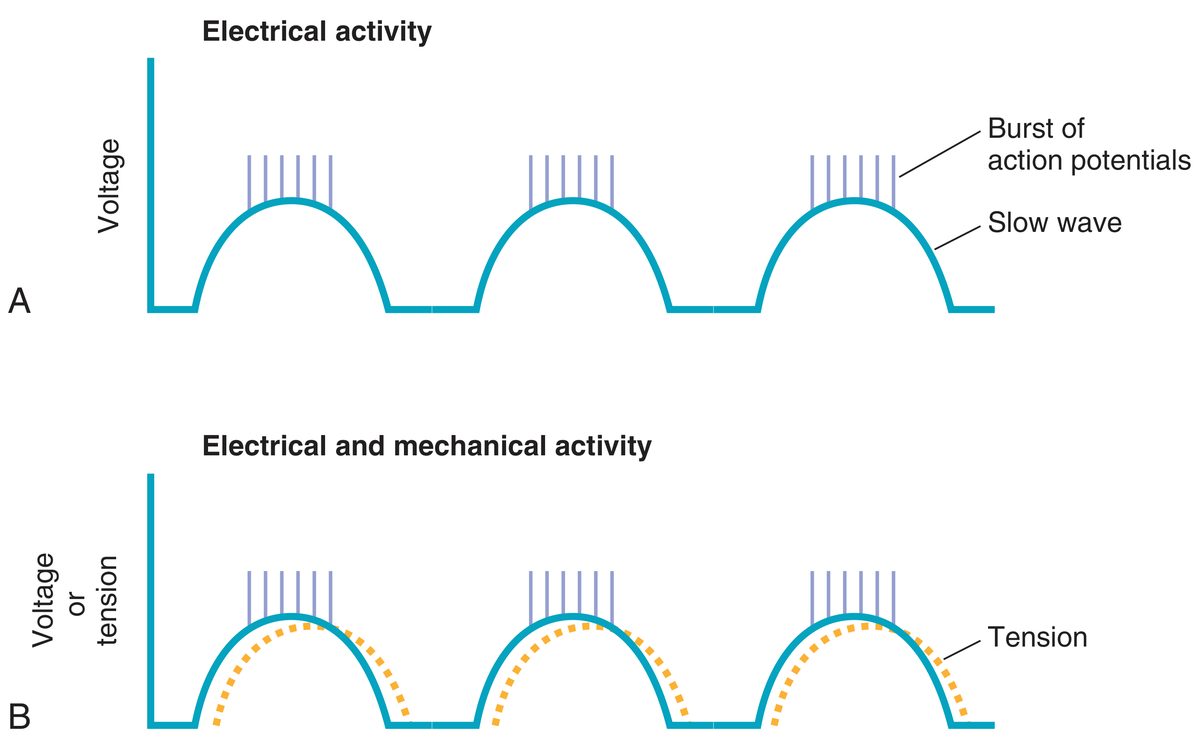 Electrical activity
Voltage
Burst of
action potentials
Slow wave
A
Electrical and mechanical activity
Voltage
or
tension
Tension
B